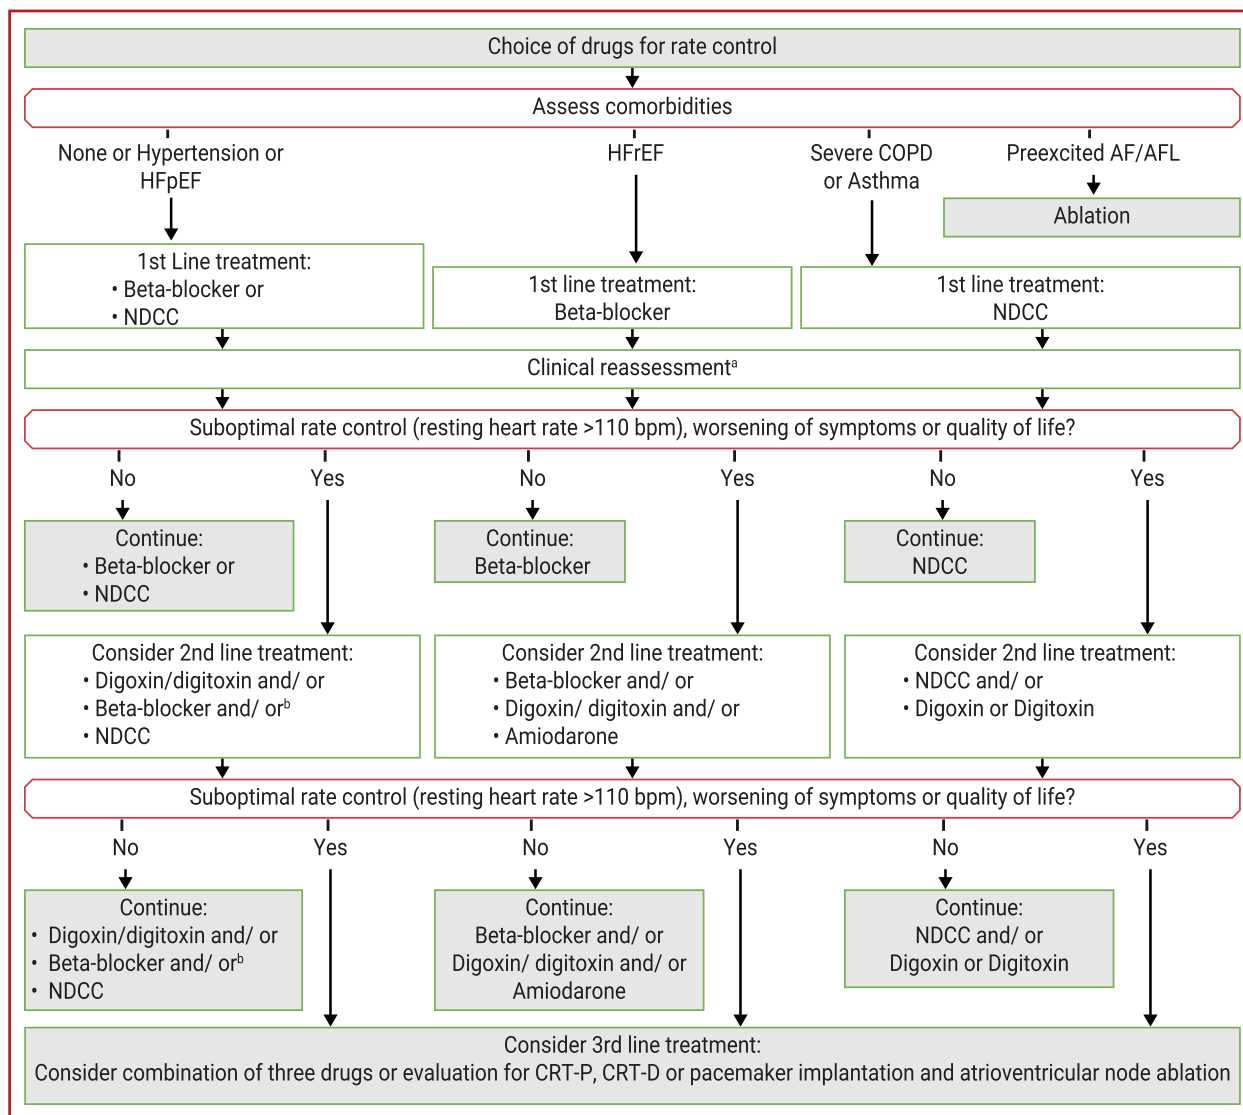 Choice of drugs for rate control
Assess comorbidities
None or Hypertension or
HFpEF
HFrEF
Severe COPD
or Asthma
Preexcited AF/AFL
Ablation
1st Line treatment:
• Beta-blocker or
• NDCC
1st line treatment:
Beta-blocker
1st line treatment:
NDCC
Clinical reassessmentᵃ
Suboptimal rate control (resting heart rate >110 bpm), worsening of symptoms or quality of life?
No
Yes
No
Yes
No
Yes
Continue:
• Beta-blocker or
• NDCC
Continue:
Beta-blocker
Continue:
NDCC
Consider 2nd line treatment:
• Digoxin/digitoxin and/ or
• Beta-blocker and/ orᵇ
• NDCC
Consider 2nd line treatment:
• Beta-blocker and/ or
• Digoxin/ digitoxin and/ or
• Amiodarone
Consider 2nd line treatment:
• NDCC and/ or
• Digoxin or Digitoxin
Suboptimal rate control (resting heart rate >110 bpm), worsening of symptoms or quality of life?
No
Yes
No
Yes
No
Yes
Continue:
• Digoxin/digitoxin and/ or
• Beta-blocker and/ orᵇ
• NDCC
Continue:
Beta-blocker and/ or
Digoxin/ digitoxin and/ or
Amiodarone
Continue:
NDCC and/ or
Digoxin or Digitoxin
Consider 3rd line treatment:
Consider combination of three drugs or evaluation for CRT-P, CRT-D or pacemaker implantation and atrioventricular node ablation